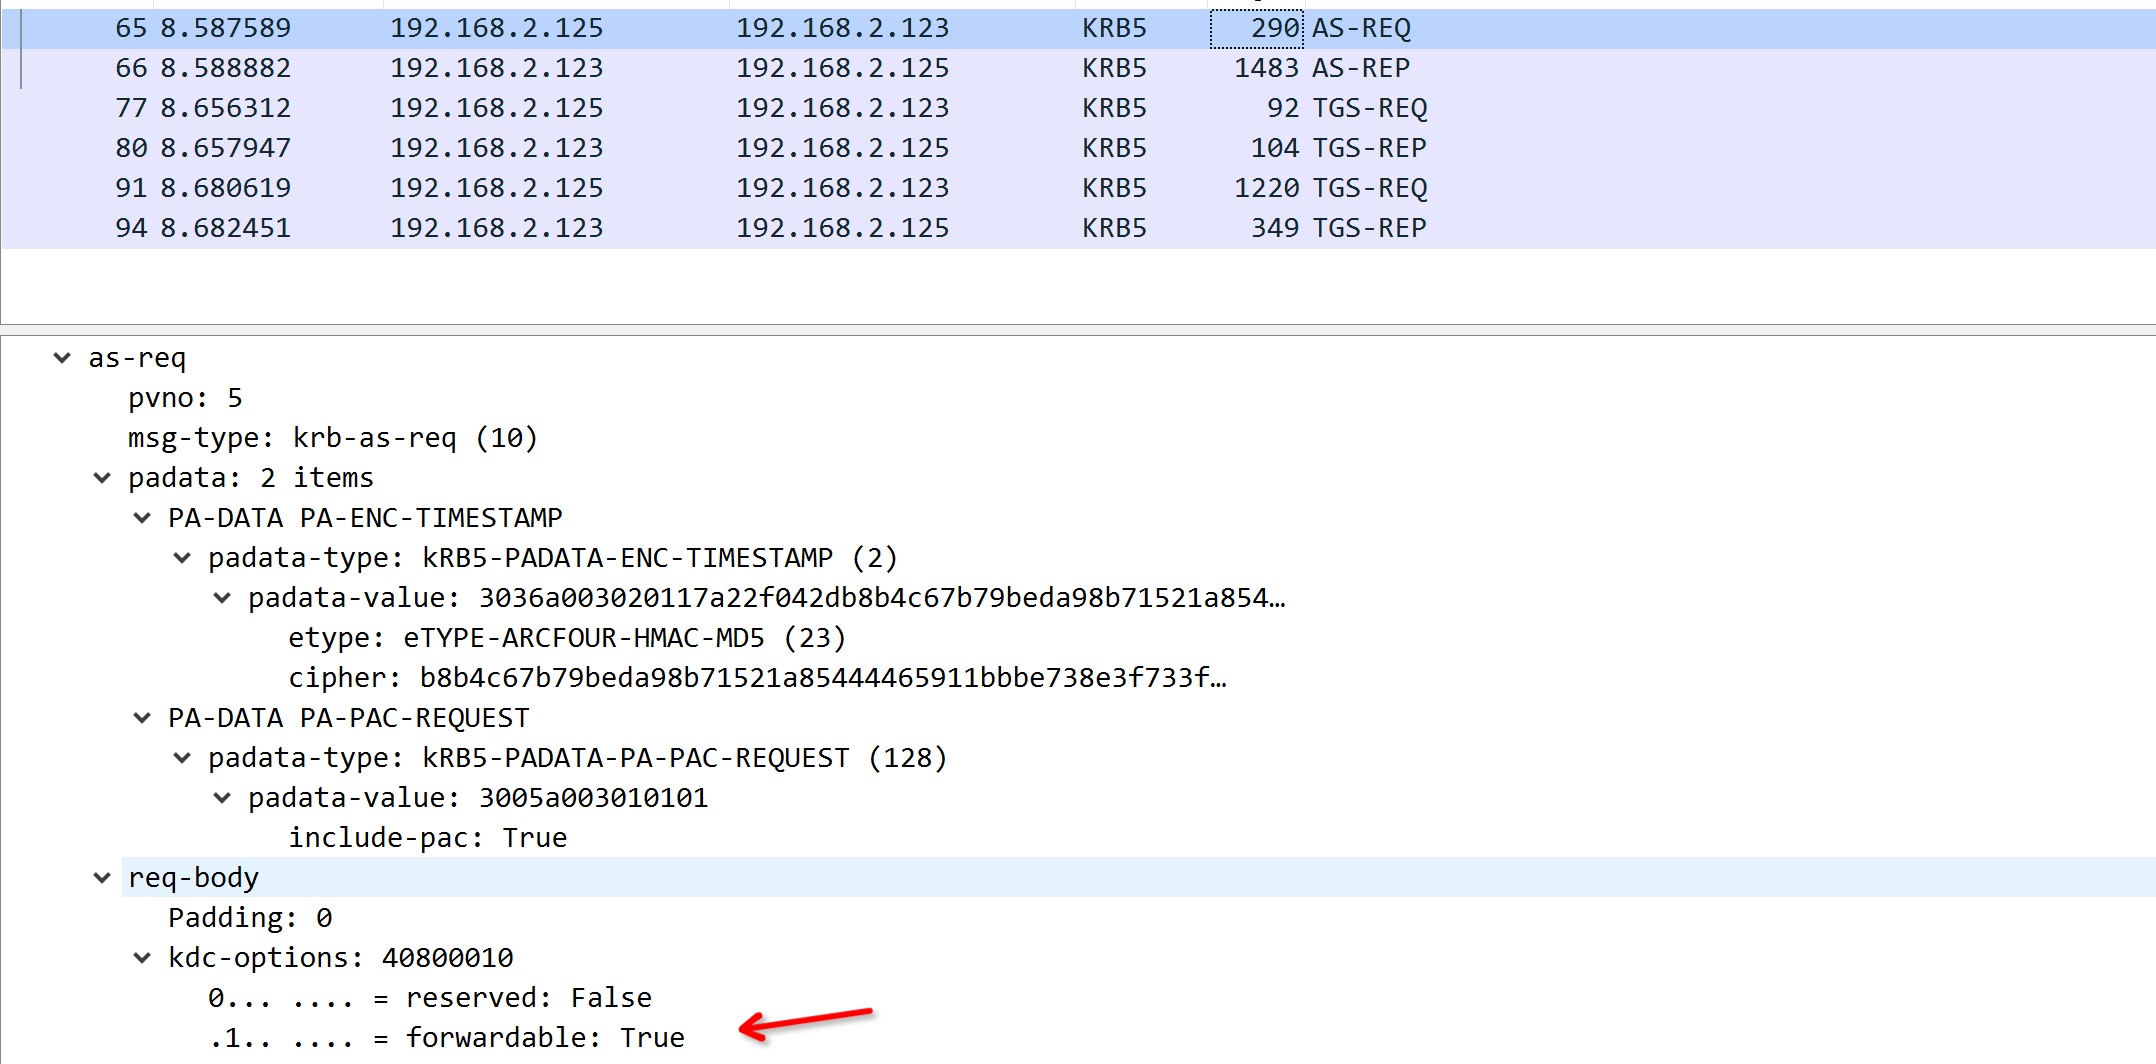 65 8.587589 192.168.2.125 192.168.2.123 KRB5 290 AS-REQ
66 8.588882 192.168.2.123 192.168.2.125 KRB5 1483 AS-REP
77 8.656312 192.168.2.125 192.168.2.123 KRB5 92 TGS-REQ
80 8.657947 192.168.2.123 192.168.2.125 KRB5 104 TGS-REP
91 8.680619 192.168.2.125 192.168.2.123 KRB5 1220 TGS-REQ
94 8.682451 192.168.2.123 192.168.2.125 KRB5 349 TGS-REP
as-req
pvno: 5
msg-type: krb-as-req (10)
padata: 2 items
PA-DATA PA-ENC-TIMESTAMP
padata-type: kRB5-PADATA-ENC-TIMESTAMP (2)
padata-value: 3036a003020117a22f042db8b4c67b79beda98b71521a854…
etype: eTYPE-ARCFOUR-HMAC-MD5 (23)
cipher: b8b4c67b79beda98b71521a85444465911bbbe738e3f733f…
PA-DATA PA-PAC-REQUEST
padata-type: kRB5-PADATA-PA-PAC-REQUEST (128)
padata-value: 3005a003010101
include-pac: True
req-body
Padding: 0
kdc-options: 40800010
0... .... = reserved: False
.1.. .... = forwardable: True